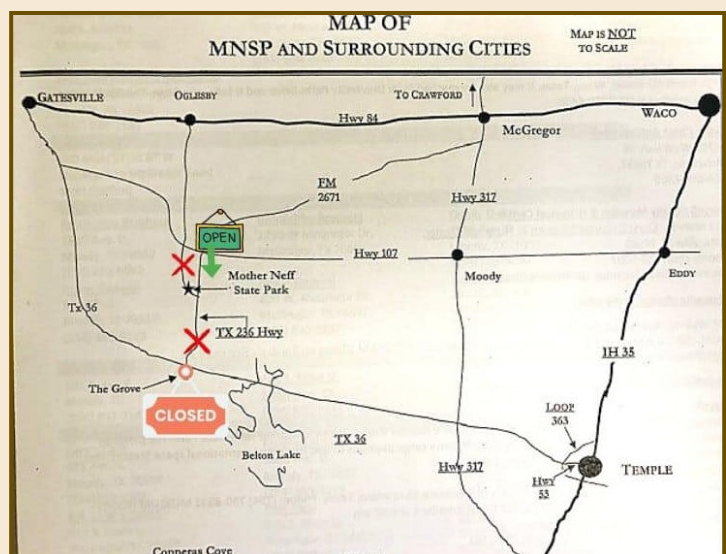 MAP OF
MNSP AND SURROUNDING CITIES
MAP IS NOT
TO SCALE
GATESVILLE
OGLESBY
TO CRAWFORD
WACO
Hwy 84
McGregor
FM
2671
Hwy 317
OPEN
Hwy 107
Mother Neff
State Park
Moody
EDDY
Tx 36
TX 236 Hwy
IH 35
The Grove
CLOSED
LOOP
363
Belton Lake
TX 36
Hwy 317
Hwy
53
TEMPLE
Copperas Cove